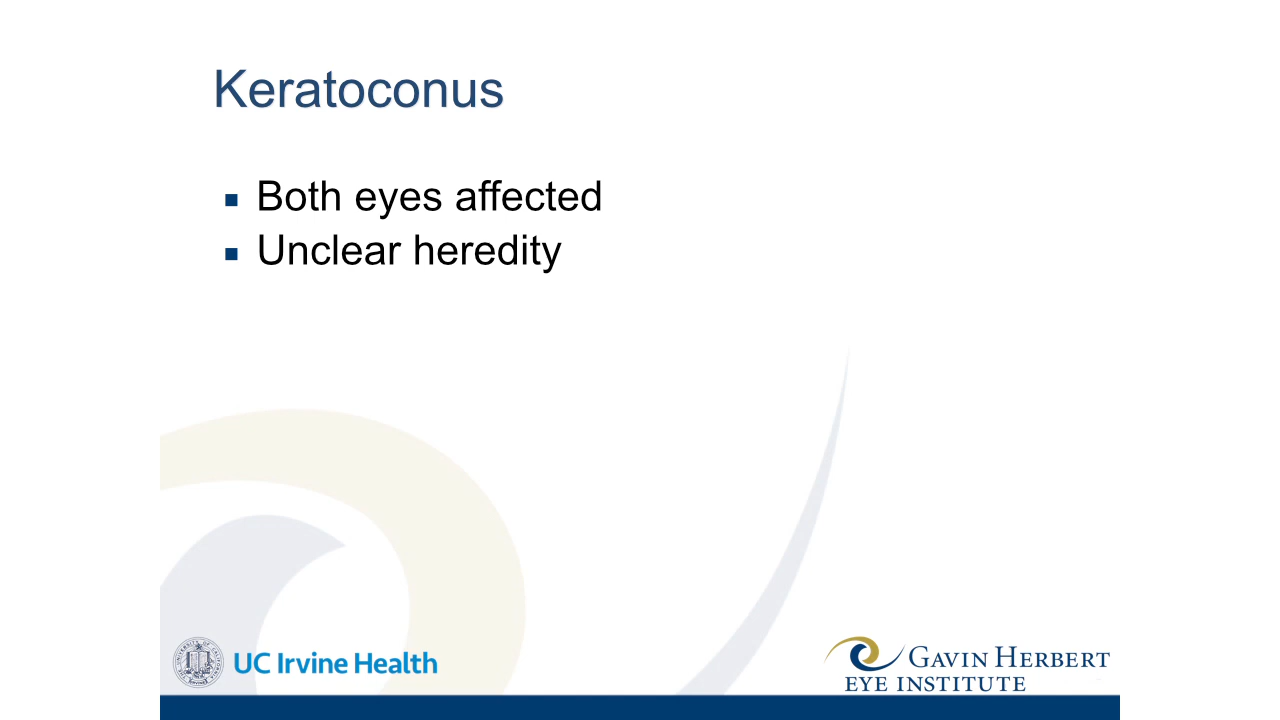 Keratoconus
Both eyes affected
Unclear heredity
UC Irvine Health
GAVIN HERBERT
EYE INSTITUTE